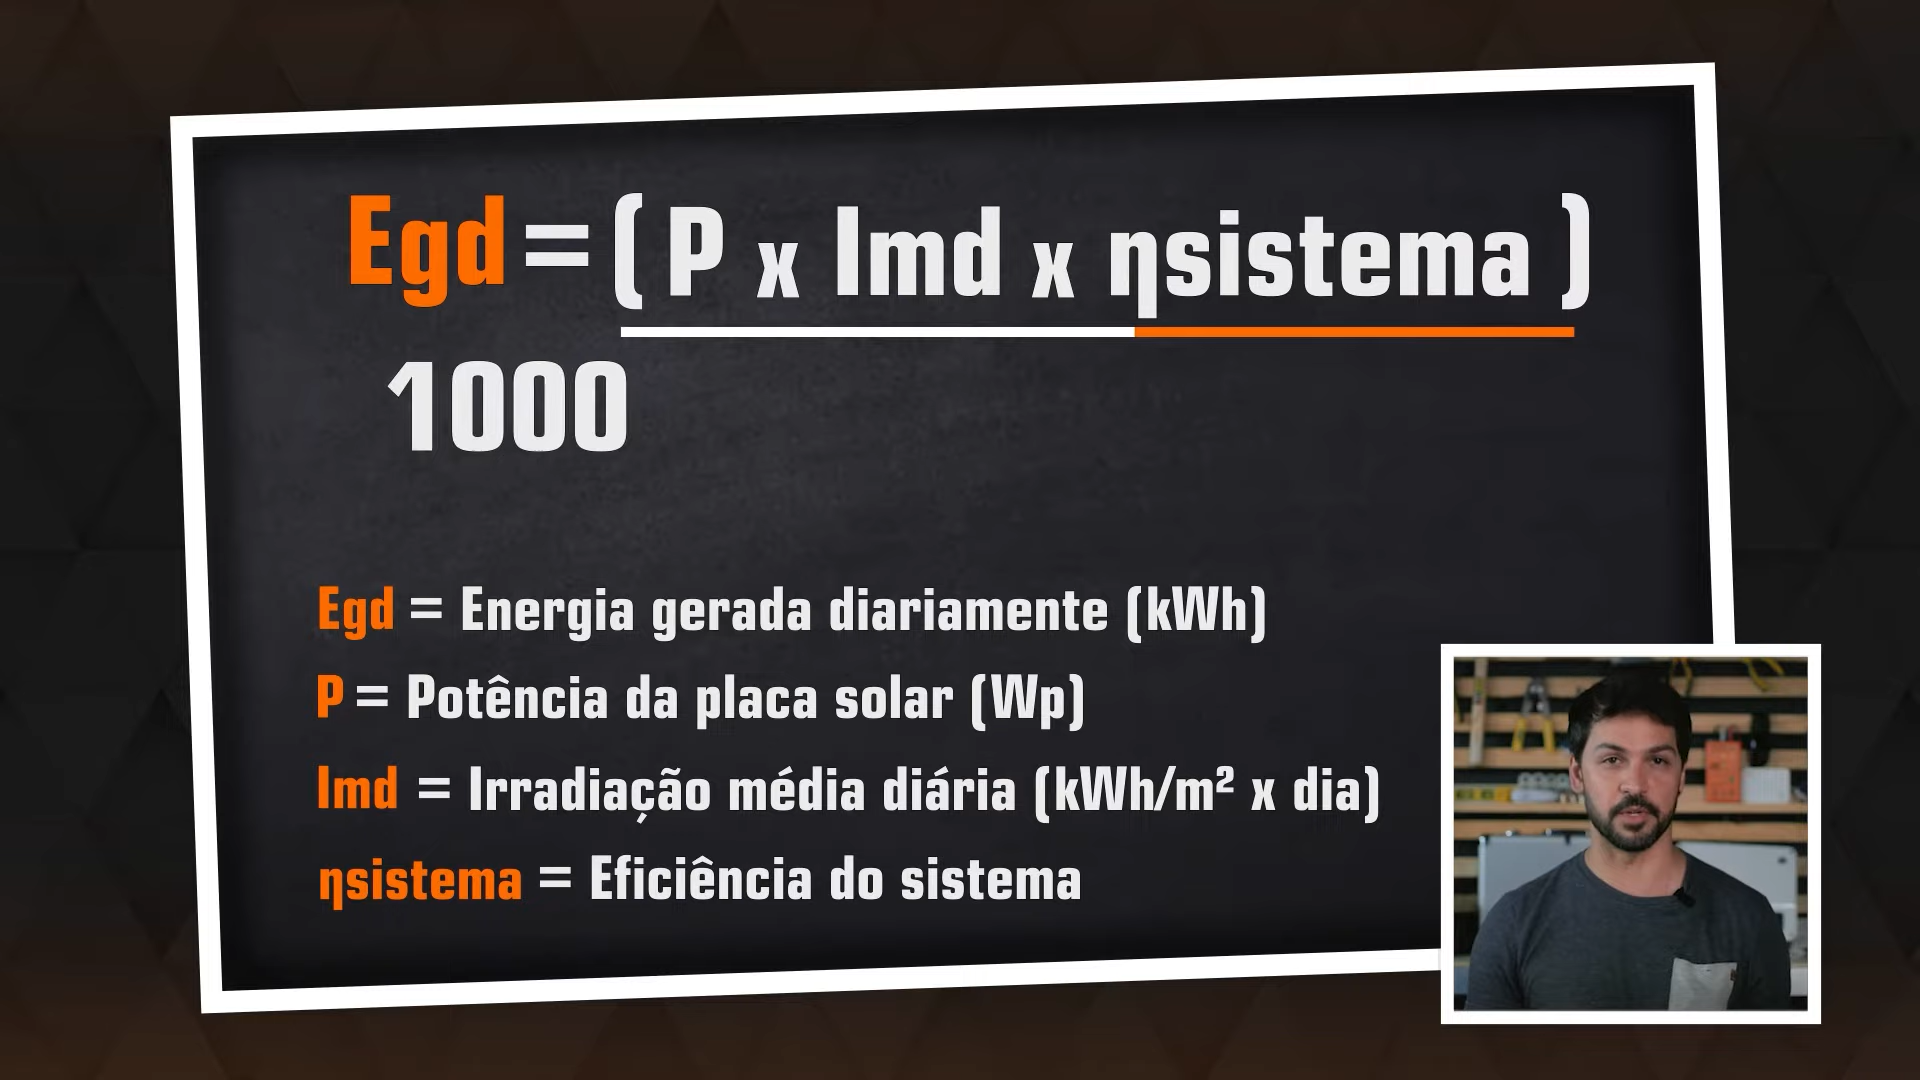 Egd = ( P x Imd x ηsistema )
1000
Egd = Energia gerada diariamente (kWh)
P = Potência da placa solar (Wp)
Imd = Irradiação média diária (kWh/m² x dia)
ηsistema = Eficiência do sistema